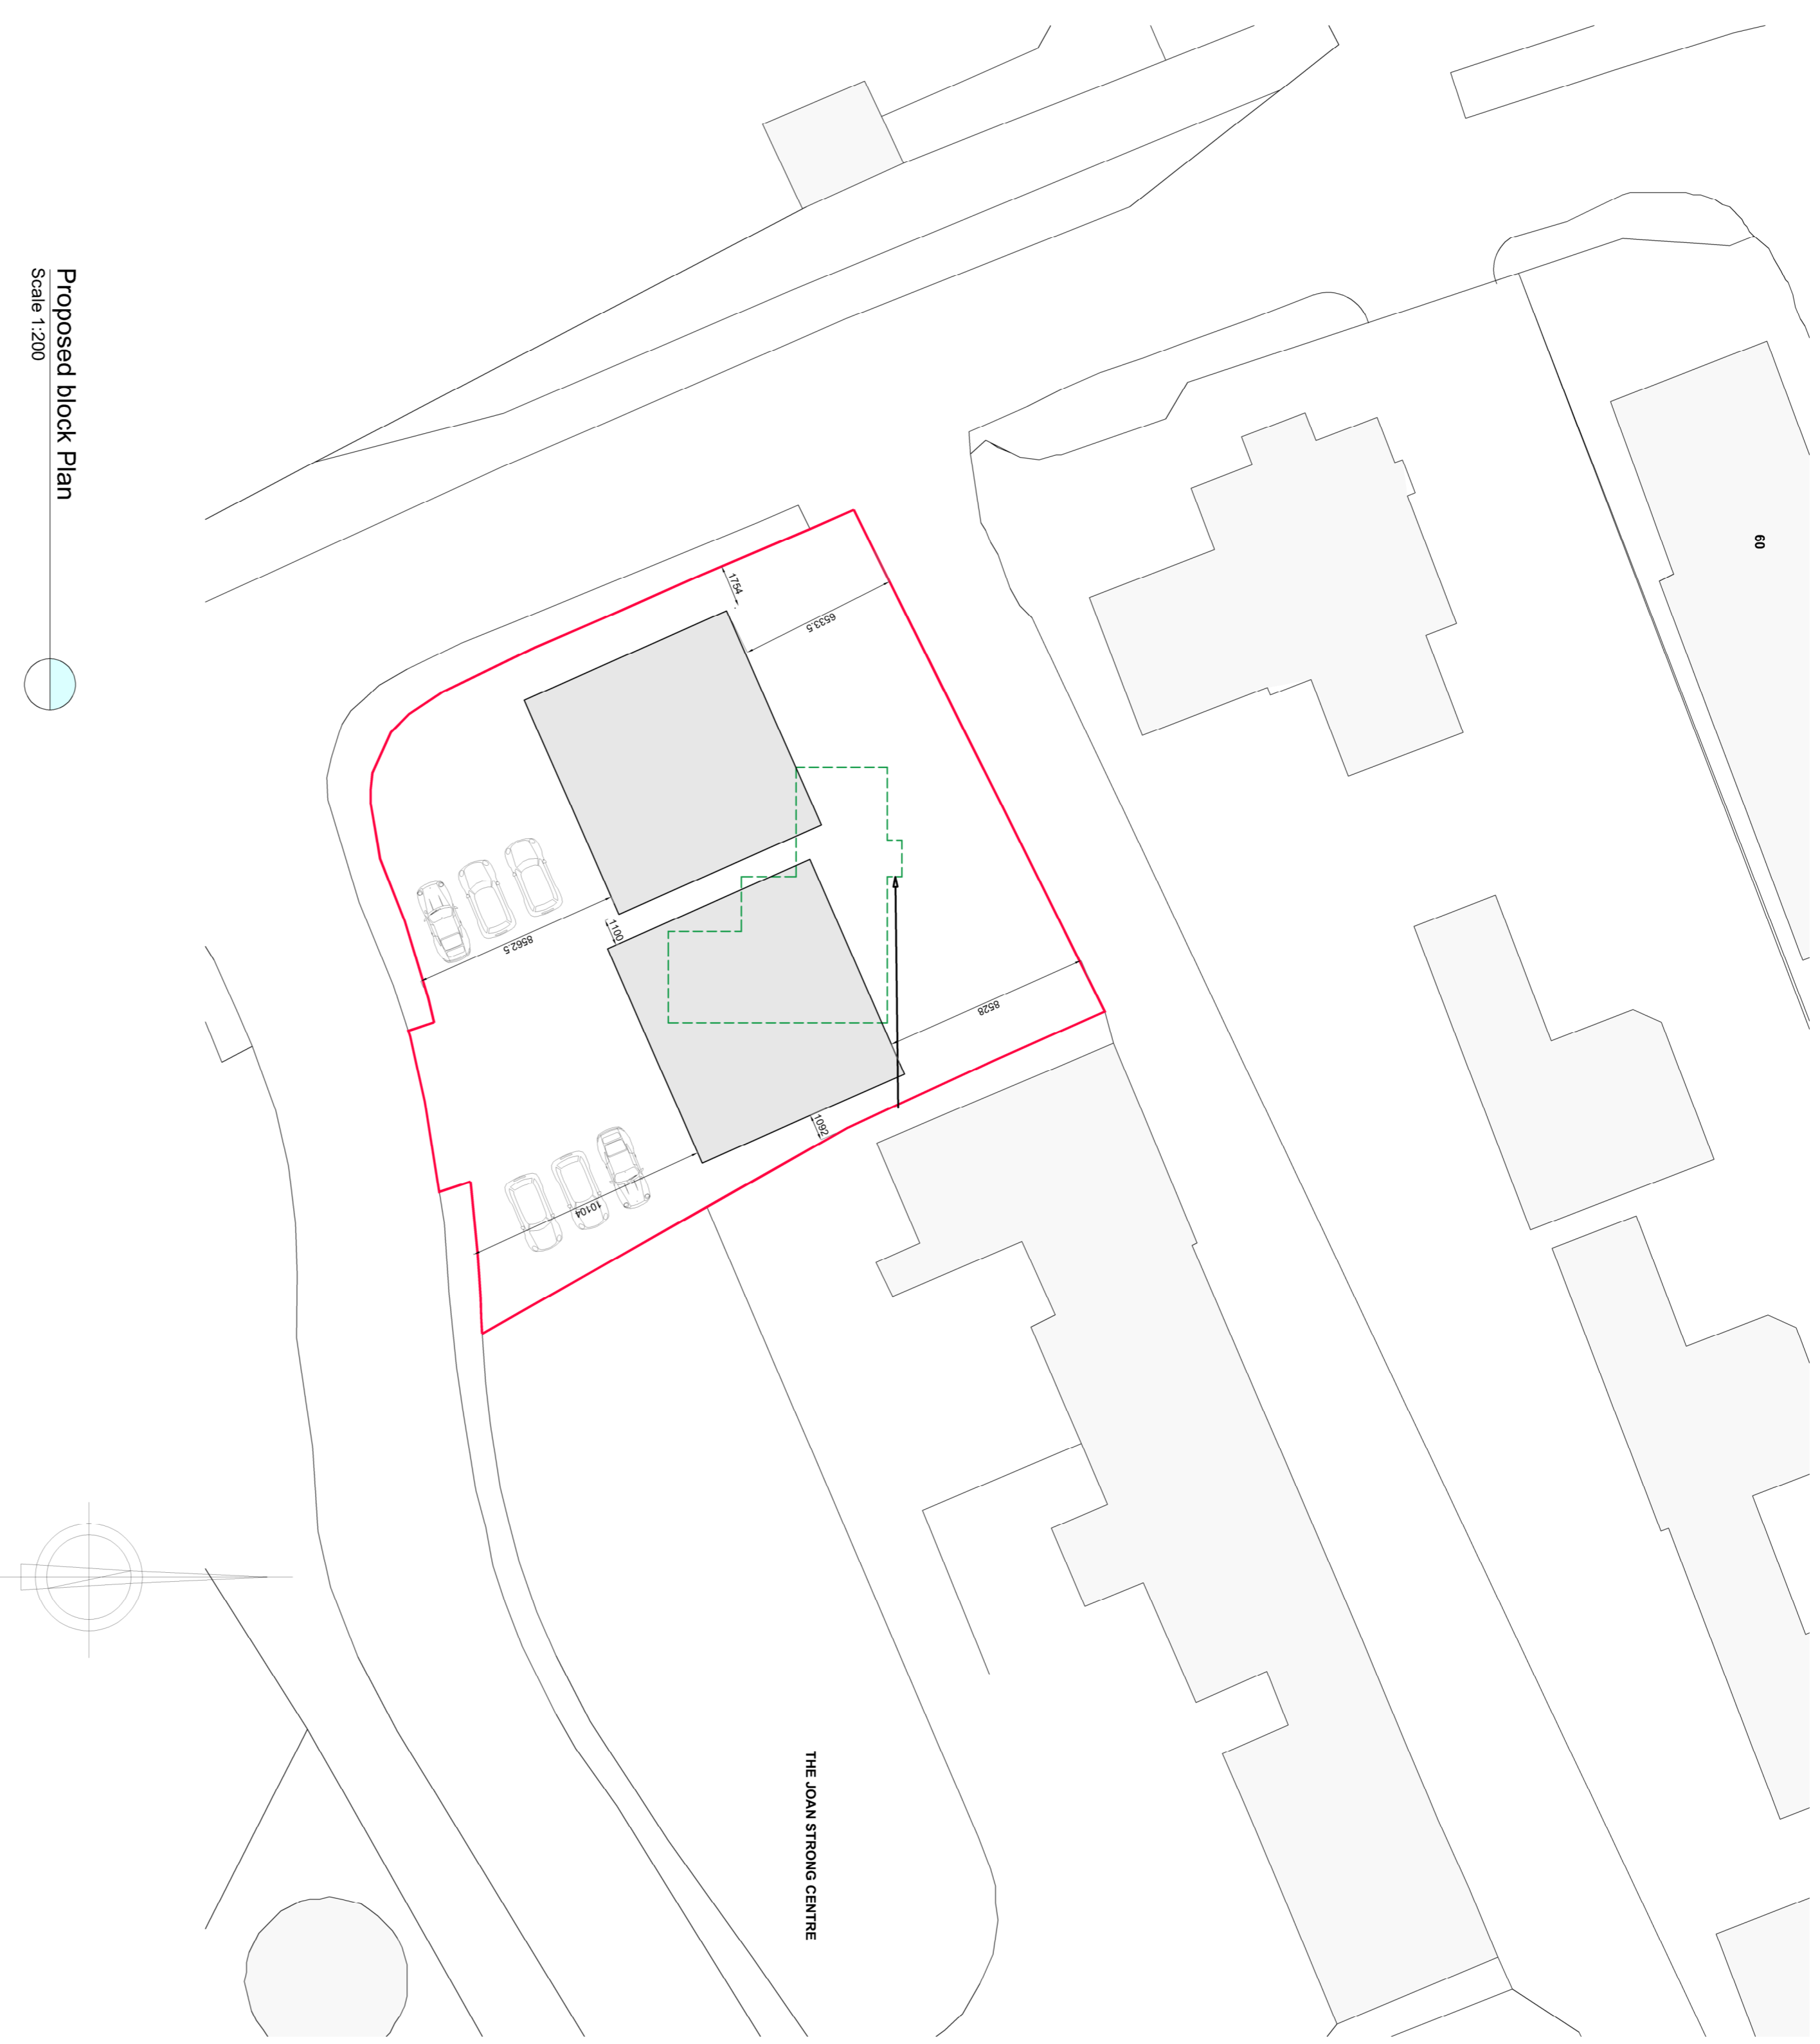 Proposed block Plan
Scale 1:200
60
1754
6533.5
8562.5
1100
8528
1092
10104
THE JOAN STRONG CENTRE